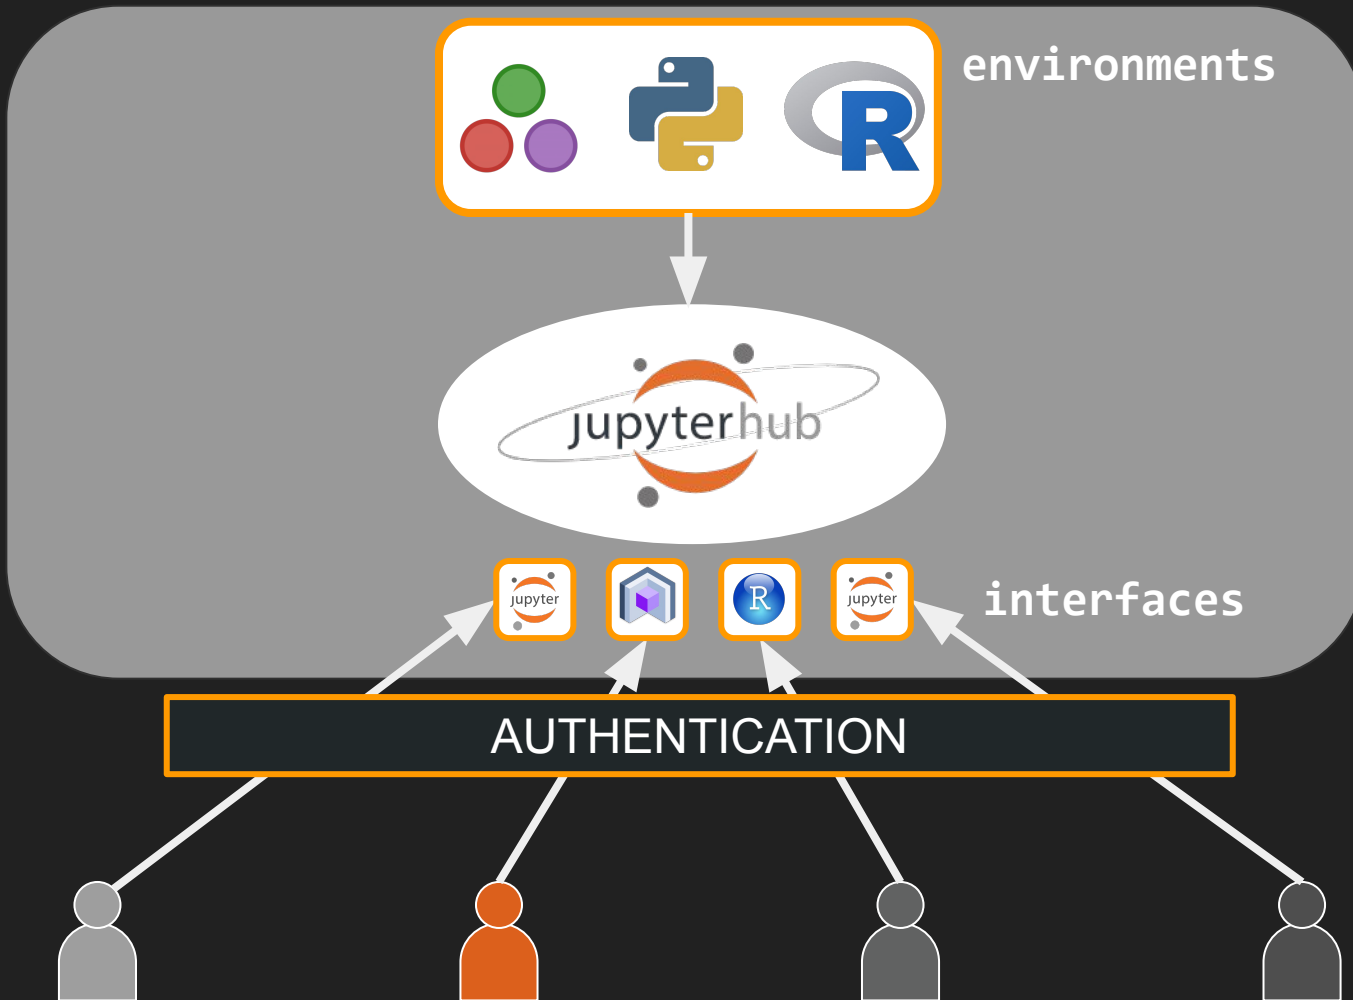 environments
R
jupyterhub
jupyter
R
jupyter
interfaces
AUTHENTICATION